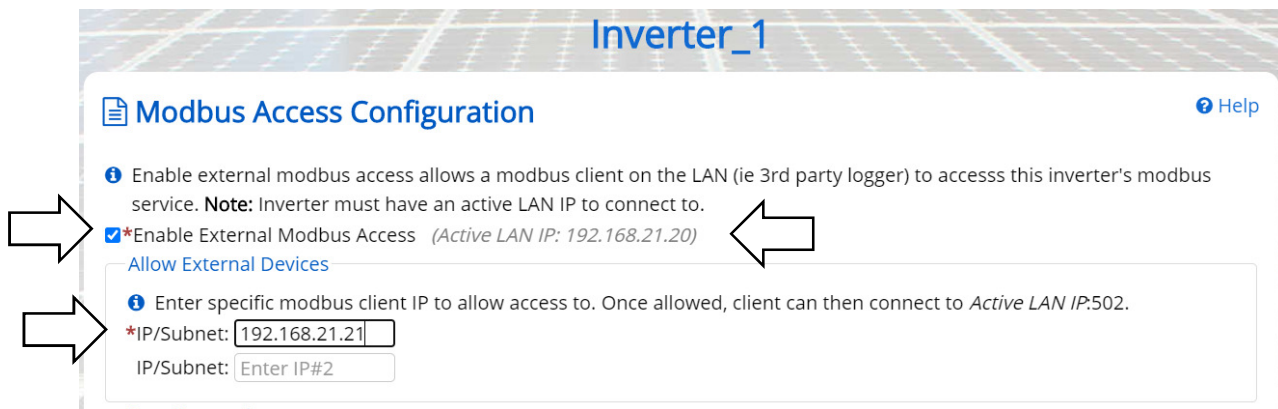 Inverter_1
Modbus Access Configuration
Help
Enable external modbus access allows a modbus client on the LAN (ie 3rd party logger) to accesss this inverter's modbus
service. Note: Inverter must have an active LAN IP to connect to.
*Enable External Modbus Access (Active LAN IP: 192.168.21.20)
Allow External Devices
Enter specific modbus client IP to allow access to. Once allowed, client can then connect to Active LAN IP:502.
*IP/Subnet: 192.168.21.21
IP/Subnet: Enter IP#2